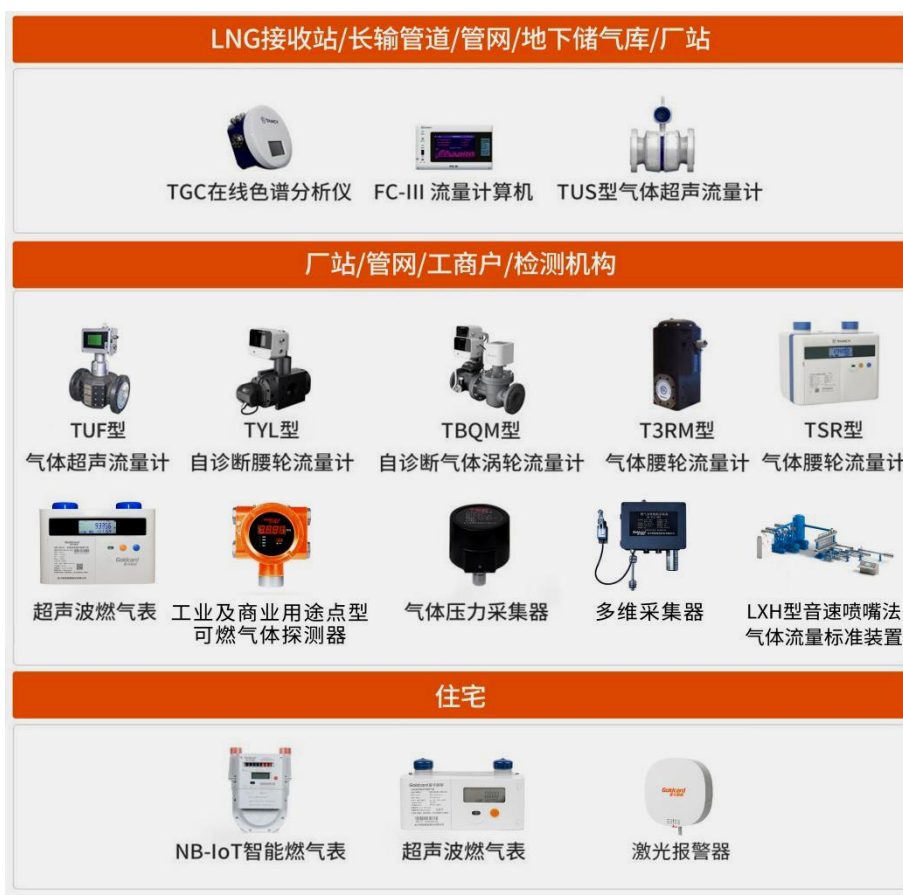 LNG接收站/长输管道/管网/地下储气库/厂站
TANCY
TGC在线色谱分析仪
FC-III 流量计算机
TUS型气体超声流量计
厂站/管网/工商户/检测机构
TUF型
气体超声流量计
TYL型
自诊断腰轮流量计
TBQM型
自诊断气体涡轮流量计
T3RM型
气体腰轮流量计
TANCY
TSR型
气体腰轮流量计
Goldcard
超声波燃气表
工业及商业用途点型
可燃气体探测器
气体压力采集器
Goldcard
多维采集器
LXH型音速喷嘴法
气体流量标准装置
住宅
NB-IoT智能燃气表
Goldcard
超声波燃气表
Goldcard
激光报警器